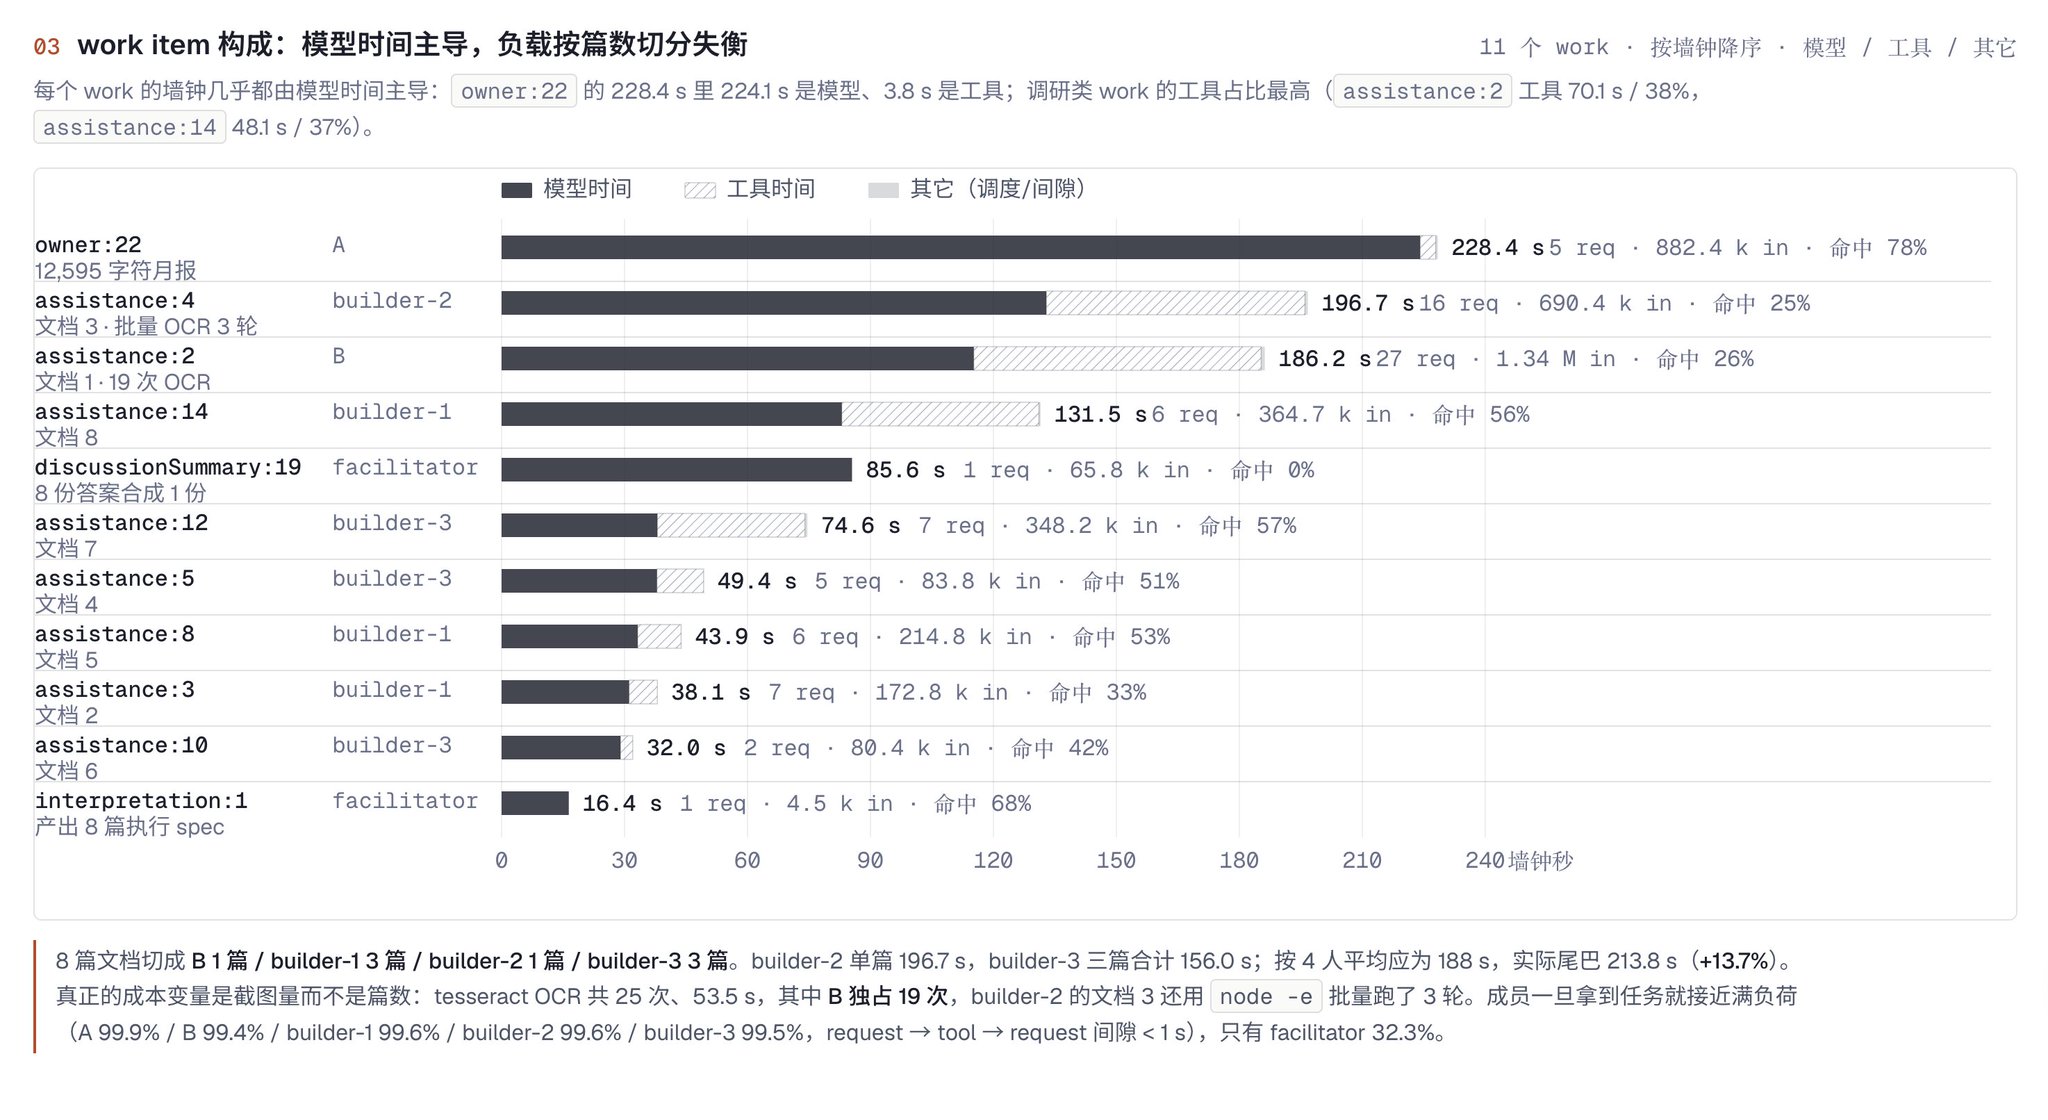 03 work item 构成：模型时间主导，负载按篇数切分失衡
11 个 work · 按墙钟降序 · 模型 / 工具 / 其它
每个 work 的墙钟几乎都由模型时间主导： owner:22 的 228.4 s 里 224.1 s 是模型、3.8 s 是工具；调研类 work 的工具占比最高（ assistance:2 工具 70.1 s / 38%，
assistance:14 48.1 s / 37%）。
模型时间 工具时间 其它（调度/间隙）
owner:22 A 228.4 s 5 req · 882.4 k in · 命中 78%
12,595 字符月报
assistance:4 builder-2 196.7 s 16 req · 690.4 k in · 命中 25%
文档 3 · 批量 OCR 3 轮
assistance:2 B 186.2 s 27 req · 1.34 M in · 命中 26%
文档 1 · 19 次 OCR
assistance:14 builder-1 131.5 s 6 req · 364.7 k in · 命中 56%
文档 8
discussionSummary:19 facilitator 85.6 s 1 req · 65.8 k in · 命中 0%
8 份答案合成 1 份
assistance:12 builder-3 74.6 s 7 req · 348.2 k in · 命中 57%
文档 7
assistance:5 builder-3 49.4 s 5 req · 83.8 k in · 命中 51%
文档 4
assistance:8 builder-1 43.9 s 6 req · 214.8 k in · 命中 53%
文档 5
assistance:3 builder-1 38.1 s 7 req · 172.8 k in · 命中 33%
文档 2
assistance:10 builder-3 32.0 s 2 req · 80.4 k in · 命中 42%
文档 6
interpretation:1 facilitator 16.4 s 1 req · 4.5 k in · 命中 68%
产出 8 篇执行 spec
0 30 60 90 120 150 180 210 240 墙钟秒
8 篇文档切成 B 1 篇 / builder-1 3 篇 / builder-2 1 篇 / builder-3 3 篇。builder-2 单篇 196.7 s，builder-3 三篇合计 156.0 s；按 4 人平均应为 188 s，实际尾巴 213.8 s（+13.7%）。
真正的成本变量是截图量而不是篇数：tesseract OCR 共 25 次、53.5 s，其中 B 独占 19 次，builder-2 的文档 3 还用 node -e 批量跑了 3 轮。成员一旦拿到任务就接近满负荷
（A 99.9% / B 99.4% / builder-1 99.6% / builder-2 99.6% / builder-3 99.5%，request → tool → request 间隙 < 1 s），只有 facilitator 32.3%。